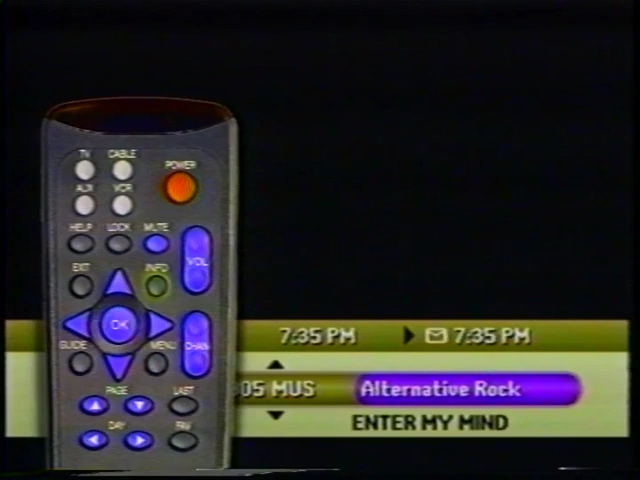 TV CABLE
POWER
AUX VCR
HELP LOCK MUTE
VOL
EXIT INFO
OK
GUIDE MENU CHAN
PAGE LAST
DAY FAV
7:35 PM 7:35 PM
05 MUS Alternative Rock
ENTER MY MIND